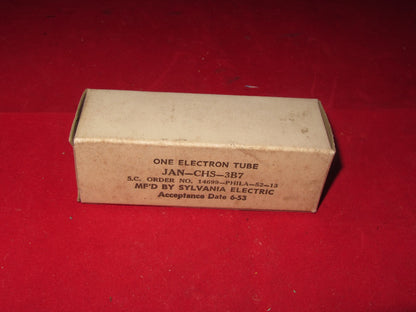 ONE ELECTRON TUBE
JAN—CHS—3B7
S.C. ORDER NO. 14699—PHILA—52—13
MF'D BY SYLVANIA ELECTRIC
Acceptance Date 6-53